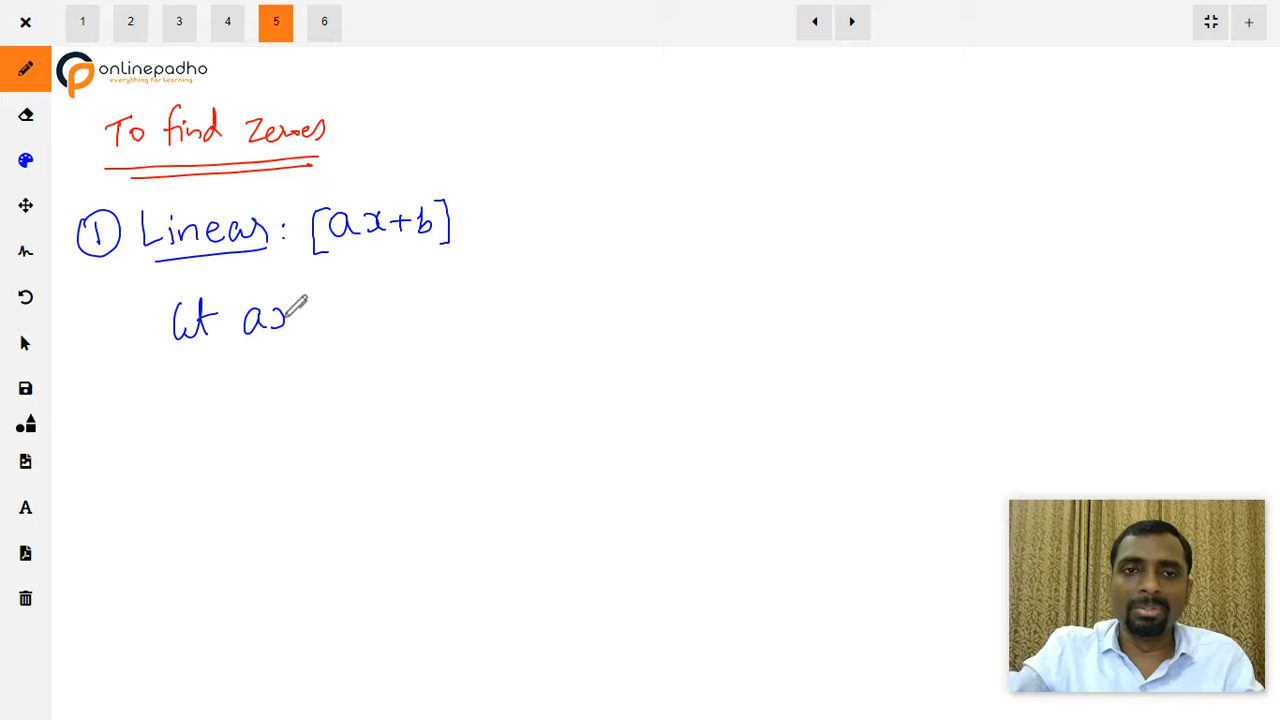 1 2 3 4 5 6
onlinepadho
everything for learning
To find Zeroes
① Linear : [ax+b]
let ax
A